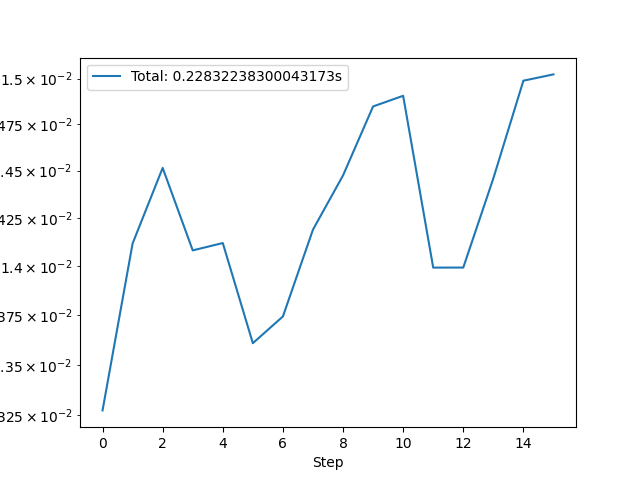 Total: 0.22832238300043173s
1.5 × 10⁻²
475 × 10⁻²
.45 × 10⁻²
425 × 10⁻²
1.4 × 10⁻²
375 × 10⁻²
.35 × 10⁻²
325 × 10⁻²
0 2 4 6 8 10 12 14
Step